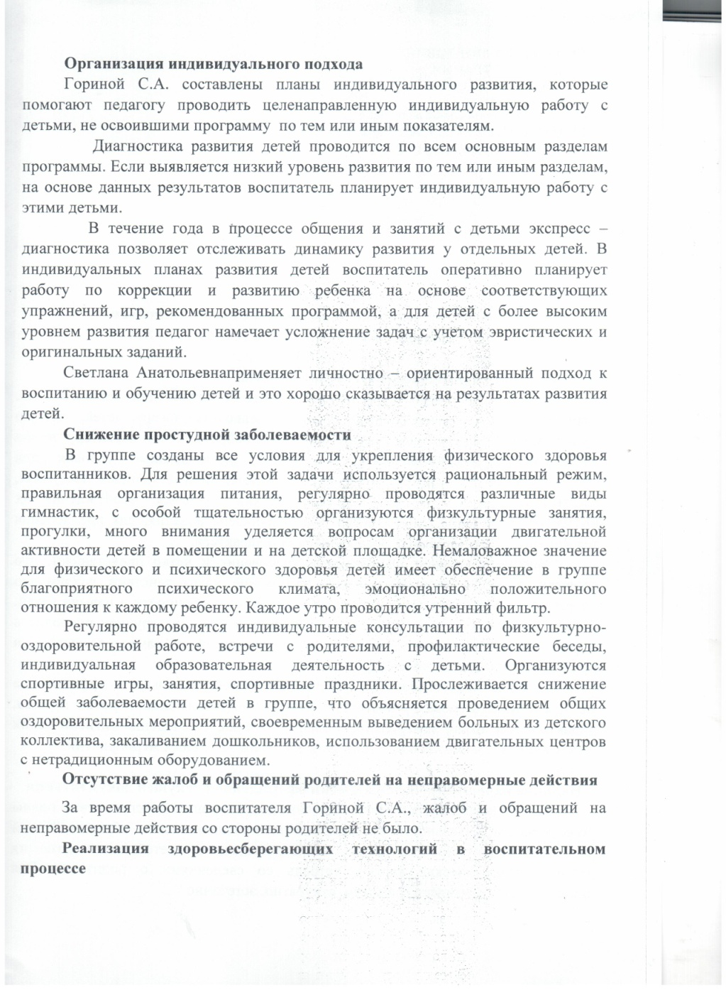 Организация индивидуального подхода
Гориной С.А. составлены планы индивидуального развития, которые
помогают педагогу проводить целенаправленную индивидуальную работу с
детьми, не освоившими программу по тем или иным показателям.
Диагностика развития детей проводится по всем основным разделам
программы. Если выявляется низкий уровень развития по тем или иным разделам,
на основе данных результатов воспитатель планирует индивидуальную работу с
этими детьми.
В течение года в процессе общения и занятий с детьми экспресс –
диагностика позволяет отслеживать динамику развития у отдельных детей. В
индивидуальных планах развития детей воспитатель оперативно планирует
работу по коррекции и развитию ребенка на основе соответствующих
упражнений, игр, рекомендованных программой, а для детей с более высоким
уровнем развития педагог намечает усложнение задач с учетом эвристических и
оригинальных заданий.
Светлана Анатольевнаприменяет личностно – ориентированный подход к
воспитанию и обучению детей и это хорошо сказывается на результатах развития
детей.
Снижение простудной заболеваемости
В группе созданы все условия для укрепления физического здоровья
воспитанников. Для решения этой задачи используется рациональный режим,
правильная организация питания, регулярно проводятся различные виды
гимнастик, с особой тщательностью организуются физкультурные занятия,
прогулки, много внимания уделяется вопросам организации двигательной
активности детей в помещении и на детской площадке. Немаловажное значение
для физического и психического здоровья детей имеет обеспечение в группе
благоприятного психического климата, эмоционально положительного
отношения к каждому ребенку. Каждое утро проводится утренний фильтр.
Регулярно проводятся индивидуальные консультации по физкультурно-
оздоровительной работе, встречи с родителями, профилактические беседы,
индивидуальная образовательная деятельность с детьми. Организуются
спортивные игры, занятия, спортивные праздники. Прослеживается снижение
общей заболеваемости детей в группе, что объясняется проведением общих
оздоровительных мероприятий, своевременным выведением больных из детского
коллектива, закаливанием дошкольников, использованием двигательных центров
с нетрадиционным оборудованием.
Отсутствие жалоб и обращений родителей на неправомерные действия
За время работы воспитателя Гориной С.А., жалоб и обращений на
неправомерные действия со стороны родителей не было.
Реализация здоровьесберегающих технологий в воспитательном
процессе